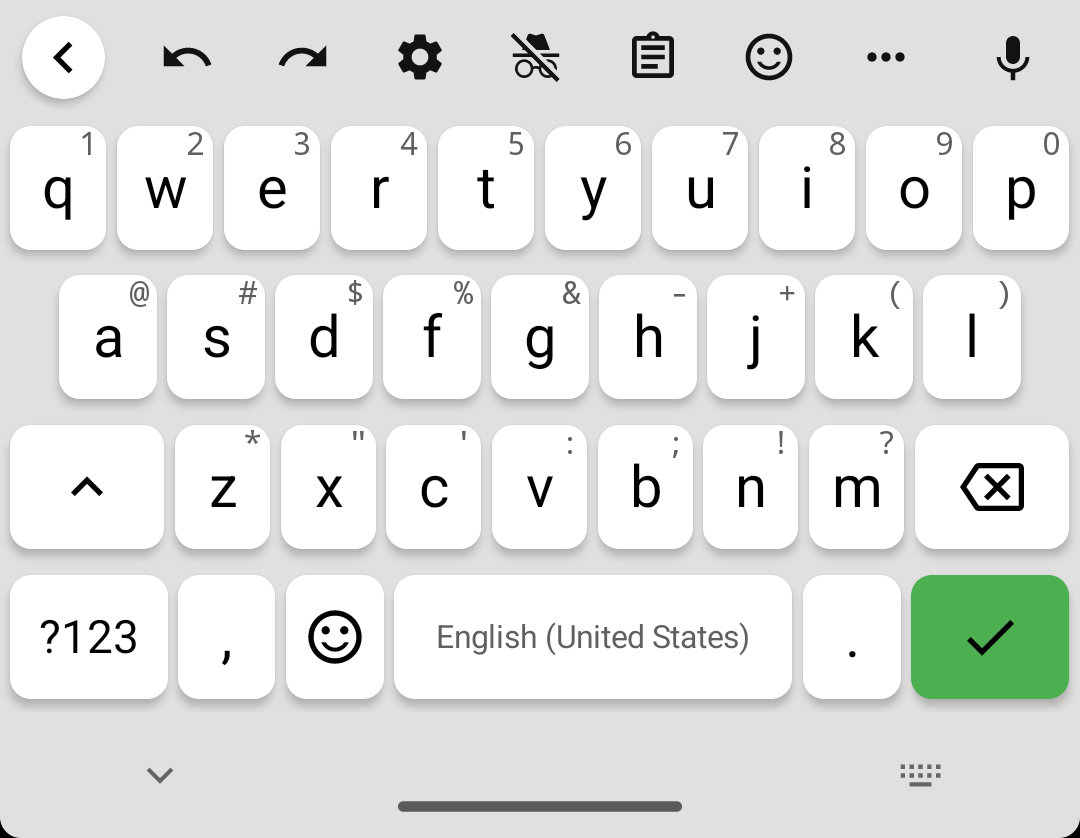 1 2 3 4 5 6 7 8 9 0
q w e r t y u i o p
@ # $ % & - + ( )
a s d f g h j k l
* " ' : ; ! ?
z x c v b n m
?123 , English (United States) .